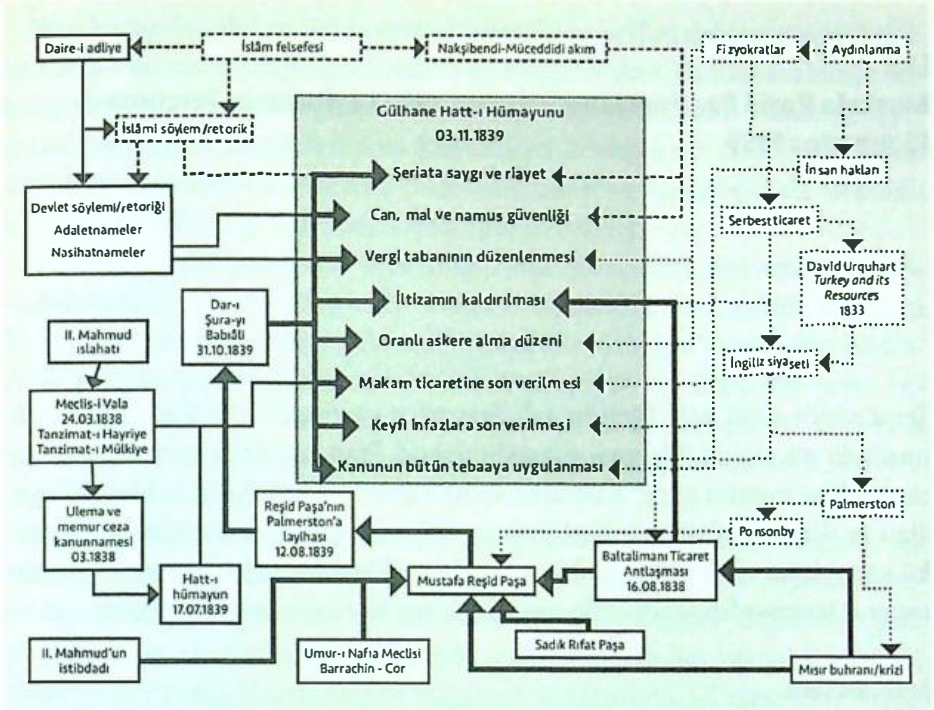 Daire-i adliye
İslâm felsefesi
Nakşibendi-Müceddidi akım
Fizyokratlar
Aydınlanma
İslâmi söylem/retorik
Gülhane Hatt-ı Hümayunu
03.11.1839
Şeriata saygı ve riayet
Can, mal ve namus güvenliği
Vergi tabanının düzenlenmesi
İltizamın kaldırılması
Oranlı askere alma düzeni
Makam ticaretine son verilmesi
Keyfi infazlara son verilmesi
Kanunun bütün tebaaya uygulanması
İnsan hakları
Serbest ticaret
Devlet söylemi/retoriği
Adaletnameler
Nasihatnameler
David Urquhart
Turkey and its
Resources
1833
Dar-ı
Şura-yı
Babıâli
31.10.1839
II. Mahmud
ıslahatı
İngiliz siyaseti
Meclis-i Vala
24.03.1838
Tanzimat-ı Hayriye
Tanzimat-ı Mülkiye
Ulema ve
memur ceza
kanunnamesi
03.1838
Reşid Paşa'nın
Palmerston'a
layihası
12.08.1839
Palmerston
Ponsonby
Hatt-ı
hümayun
17.07.1839
Mustafa Reşid Paşa
Baltalimanı Ticaret
Antlaşması
16.08.1838
II. Mahmud'un
istibdadı
Umur-ı Nafıa Meclisi
Barrachin - Cor
Sadık Rıfat Paşa
Mısır buhranı/krizi